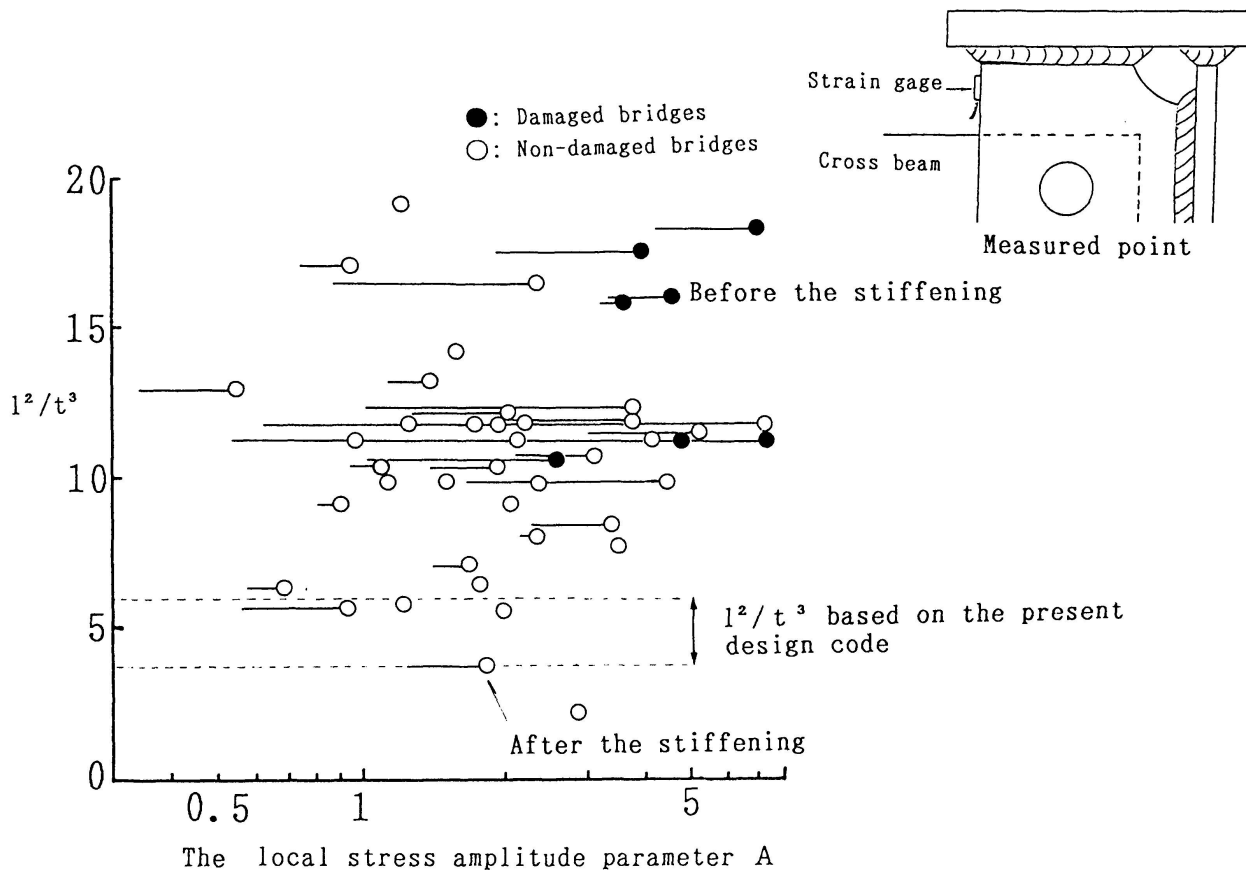 Strain gage
Cross beam
Measured point
●: Damaged bridges
○: Non-damaged bridges
20
15
10
5
0
l²/t³
Before the stiffening
l²/t³ based on the present
design code
After the stiffening
0.5
1
5
The local stress amplitude parameter A